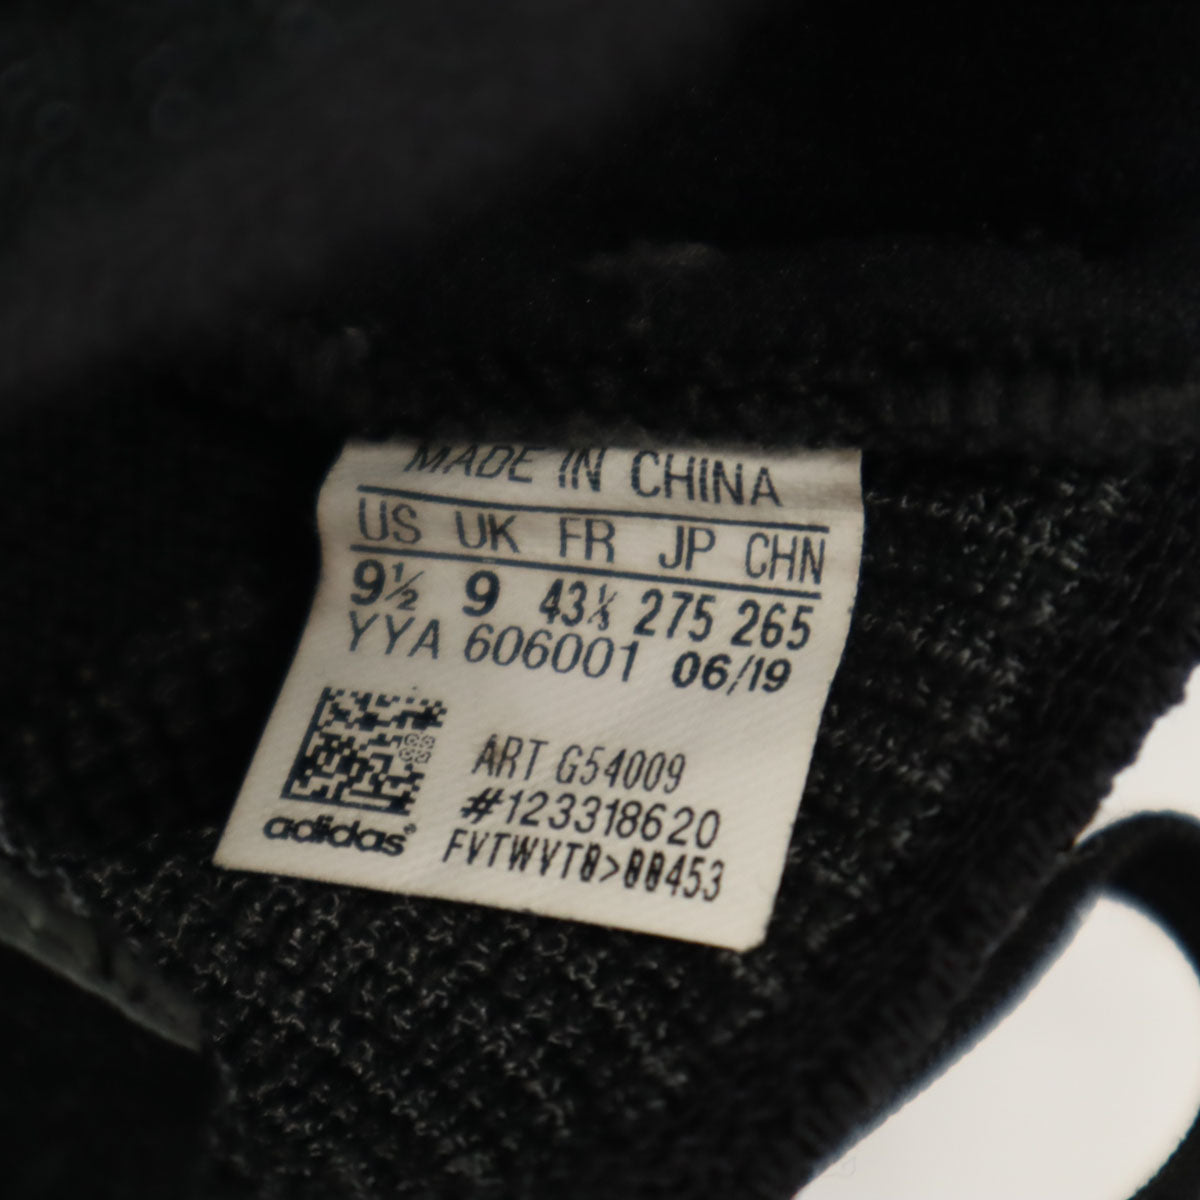 MADE IN CHINA
US UK FR JP CHN
9½ 9 43⅓ 275 265
YYA 606001 06/19
ART G54009
#123318620
adidas®